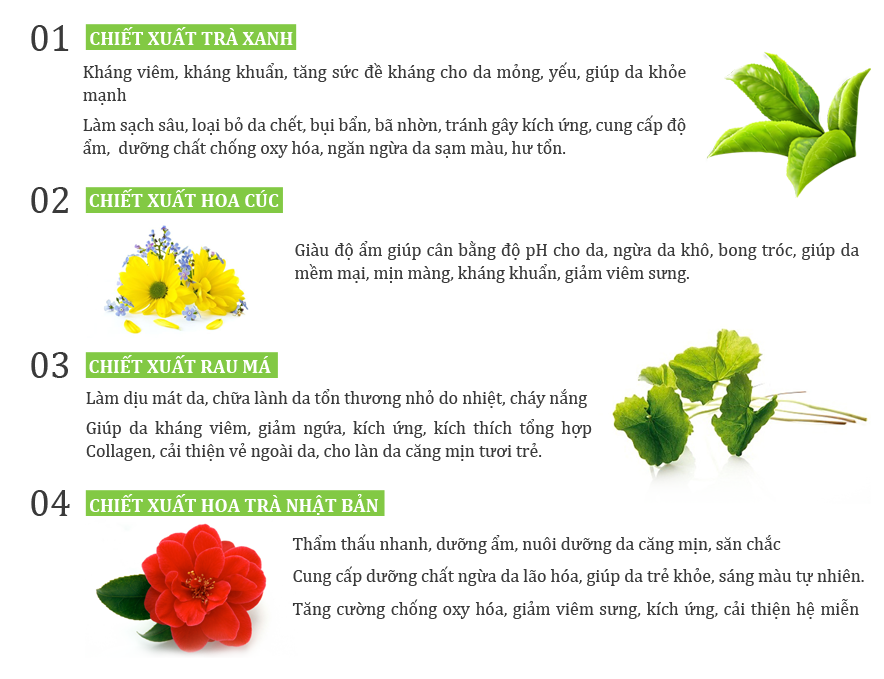 01 CHIẾT XUẤT TRÀ XANH
Kháng viêm, kháng khuẩn, tăng sức đề kháng cho da mỏng, yếu, giúp da khỏe
mạnh
Làm sạch sâu, loại bỏ da chết, bụi bẩn, bã nhờn, tránh gây kích ứng, cung cấp độ
ẩm, dưỡng chất chống oxy hóa, ngăn ngừa da sạm màu, hư tổn.
02 CHIẾT XUẤT HOA CÚC
Giàu độ ẩm giúp cân bằng độ pH cho da, ngừa da khô, bong tróc, giúp da
mềm mại, mịn màng, kháng khuẩn, giảm viêm sưng.
03 CHIẾT XUẤT RAU MÁ
Làm dịu mát da, chữa lành da tổn thương nhỏ do nhiệt, cháy nắng
Giúp da kháng viêm, giảm ngứa, kích ứng, kích thích tổng hợp
Collagen, cải thiện vẻ ngoài da, cho làn da căng mịn tươi trẻ.
04 CHIẾT XUẤT HOA TRÀ NHẬT BẢN
Thẩm thấu nhanh, dưỡng ẩm, nuôi dưỡng da căng mịn, săn chắc
Cung cấp dưỡng chất ngừa da lão hóa, giúp da trẻ khỏe, sáng màu tự nhiên.
Tăng cường chống oxy hóa, giảm viêm sưng, kích ứng, cải thiện hệ miễn